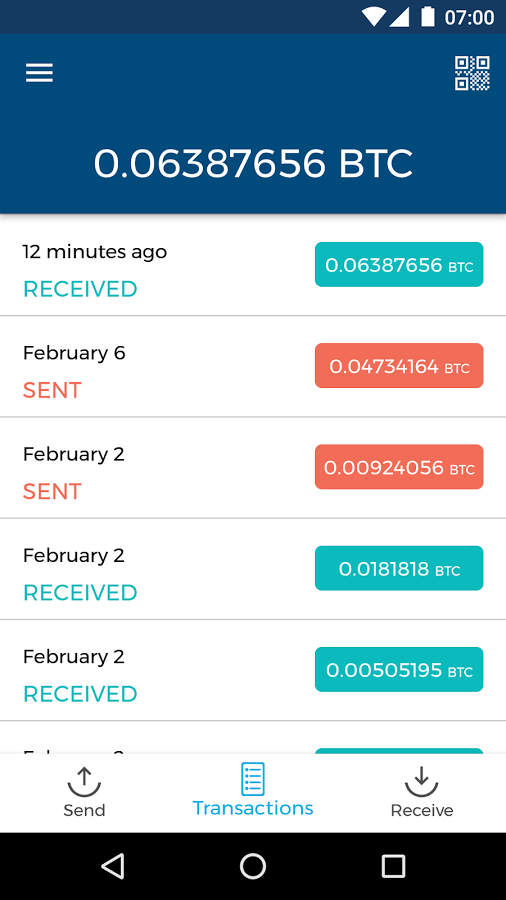 07:00
0.06387656 BTC
12 minutes ago
0.06387656 BTC
RECEIVED
February 6
0.04734164 BTC
SENT
February 2
0.00924056 BTC
SENT
February 2
0.0181818 BTC
RECEIVED
February 2
0.00505195 BTC
RECEIVED
Send
Transactions
Receive